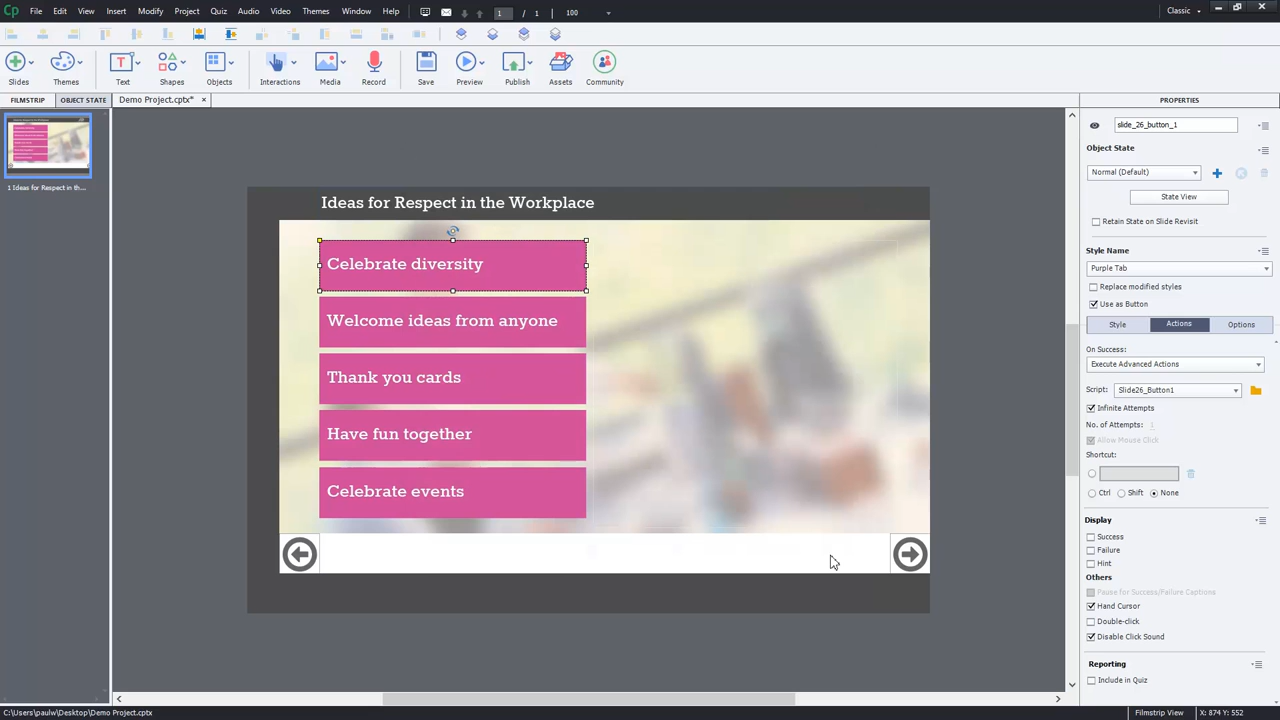 File Edit View Insert Modify Project Quiz Audio Video Themes Window Help 1 / 1 100 Classic
Slides Themes Text Shapes Objects Interactions Media Record Save Preview Publish Assets Community
FILMSTRIP OBJECT STATE Demo Project.cptx* × PROPERTIES
slide_26_button_1
Object State
Normal (Default)
State View
Retain State on Slide Revisit
Style Name
Purple Tab
Replace modified styles
Use as Button
Style Actions Options
On Success:
Execute Advanced Actions
Script: Slide26_Button1
Infinite Attempts
No. of Attempts: 1
Allow Mouse Click
Shortcut:
Ctrl Shift None
Display
Success
Failure
Hint
Others
Pause for Success/Failure Captions
Hand Cursor
Double-click
Disable Click Sound
Reporting
Include in Quiz
1 Ideas for Respect in th...
Ideas for Respect in the Workplace
Celebrate diversity
Welcome ideas from anyone
Thank you cards
Have fun together
Celebrate events
C:\Users\paulw\Desktop\Demo Project.cptx Filmstrip View X: 874 Y: 552